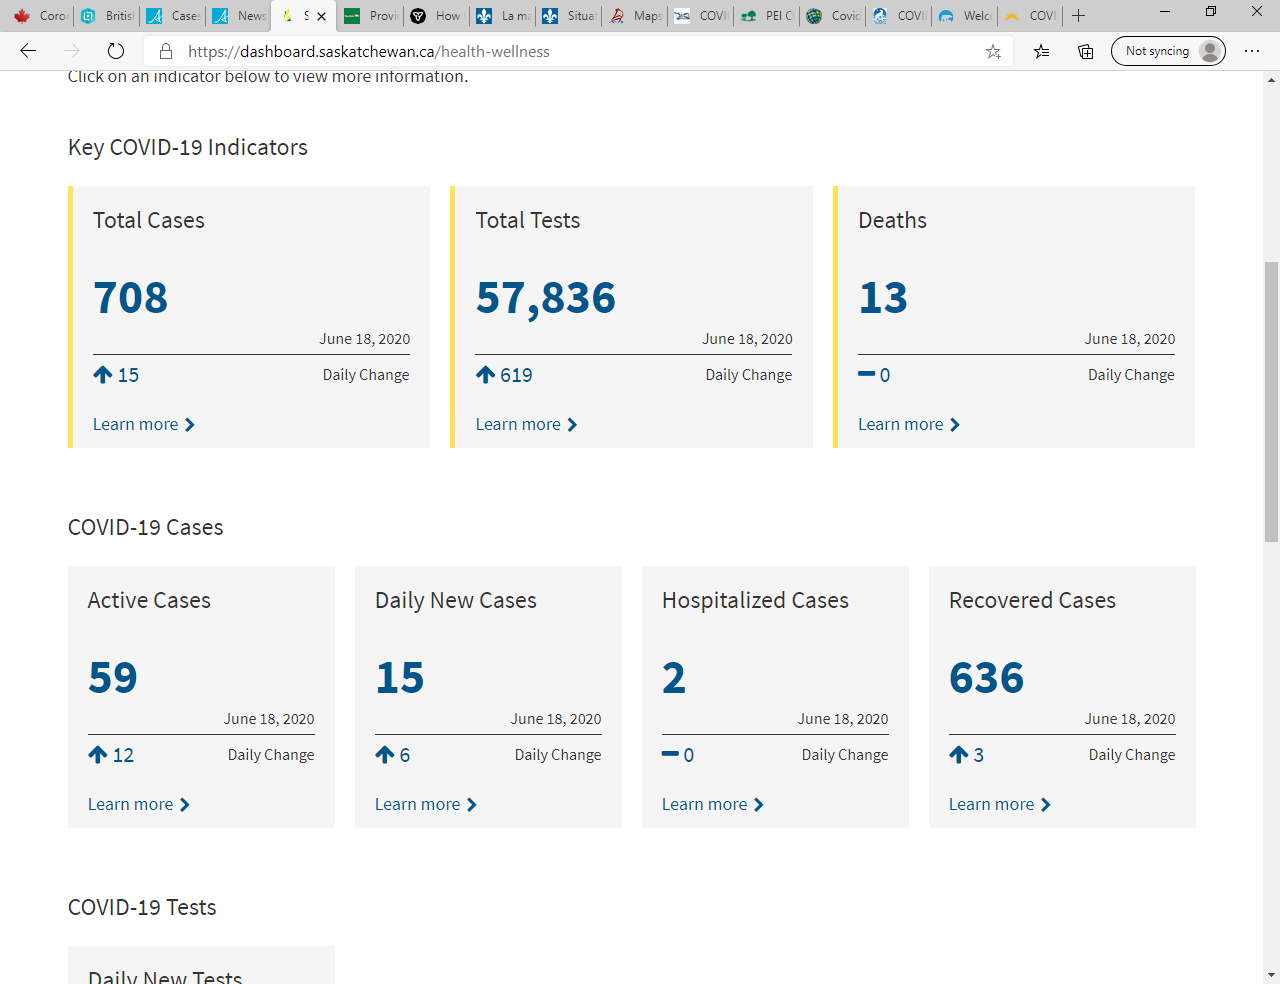 Coron
Britis
Cases
News
S
Provi
How
La ma
Situat
Maps
COVI
PEI C
Covid
COVI
Welco
COVI
https://dashboard.saskatchewan.ca/health-wellness
Not syncing
Click on an indicator below to view more information.
Key COVID-19 Indicators
Total Cases
708
June 18, 2020
15 Daily Change
Learn more
Total Tests
57,836
June 18, 2020
619 Daily Change
Learn more
Deaths
13
June 18, 2020
0 Daily Change
Learn more
COVID-19 Cases
Active Cases
59
June 18, 2020
12 Daily Change
Learn more
Daily New Cases
15
June 18, 2020
6 Daily Change
Learn more
Hospitalized Cases
2
June 18, 2020
0 Daily Change
Learn more
Recovered Cases
636
June 18, 2020
3 Daily Change
Learn more
COVID-19 Tests
Daily New Tests